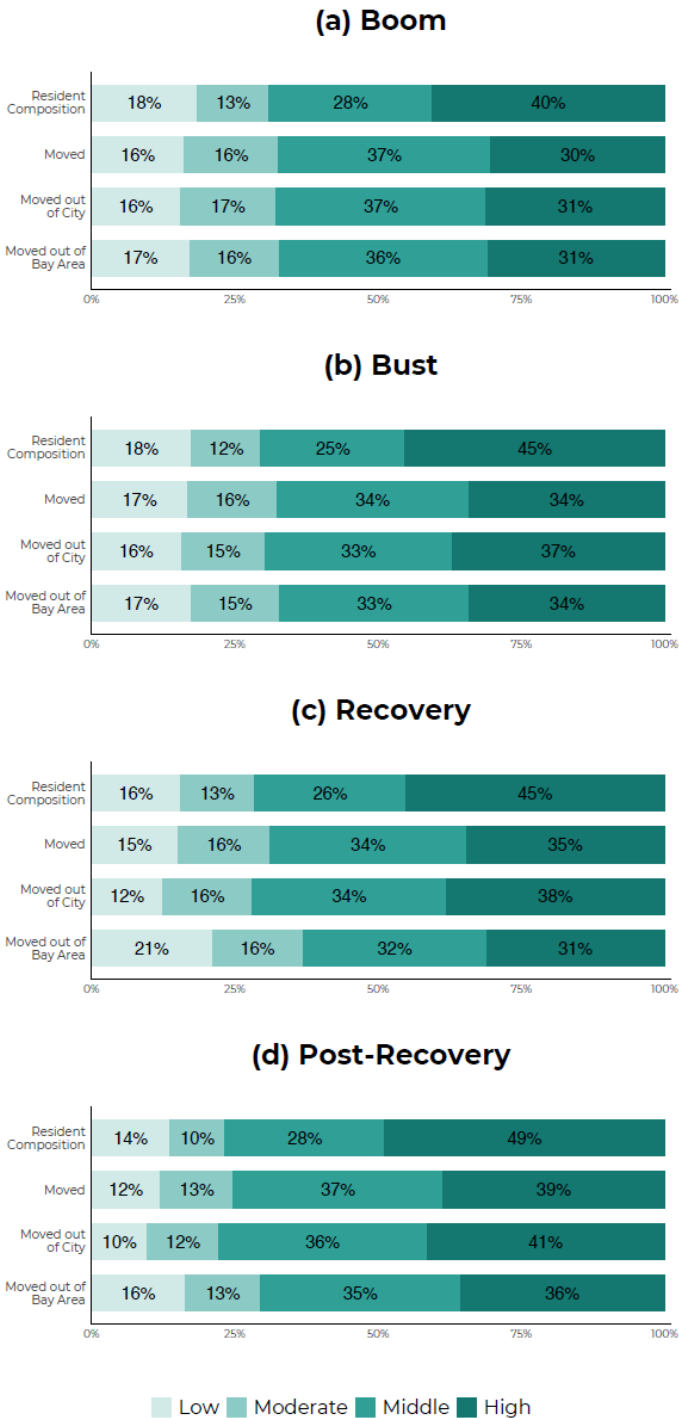 (a) Boom
Resident
Composition
18% 13% 28% 40%
Moved
16% 16% 37% 30%
Moved out
of City
16% 17% 37% 31%
Moved out of
Bay Area
17% 16% 36% 31%
0% 25% 50% 75% 100%
(b) Bust
Resident
Composition
18% 12% 25% 45%
Moved
17% 16% 34% 34%
Moved out
of City
16% 15% 33% 37%
Moved out of
Bay Area
17% 15% 33% 34%
0% 25% 50% 75% 100%
(c) Recovery
Resident
Composition
16% 13% 26% 45%
Moved
15% 16% 34% 35%
Moved out
of City
12% 16% 34% 38%
Moved out of
Bay Area
21% 16% 32% 31%
0% 25% 50% 75% 100%
(d) Post-Recovery
Resident
Composition
14% 10% 28% 49%
Moved
12% 13% 37% 39%
Moved out
of City
10% 12% 36% 41%
Moved out of
Bay Area
16% 13% 35% 36%
0% 25% 50% 75% 100%
Low Moderate Middle High